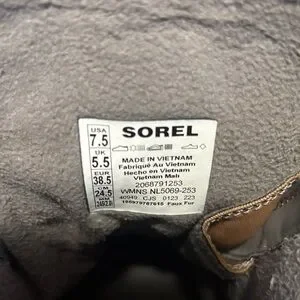 USA
7.5
UK
5.5
EUR
38.5
CM
24.5
MM
SOREL
MADE IN VIETNAM
Fabriqué Au Vietnam
Hecho en Vietnam
Vietnam Mali
2068791253
WMNS NL5069-253
40949 CJS 0123 223
Faux Fur